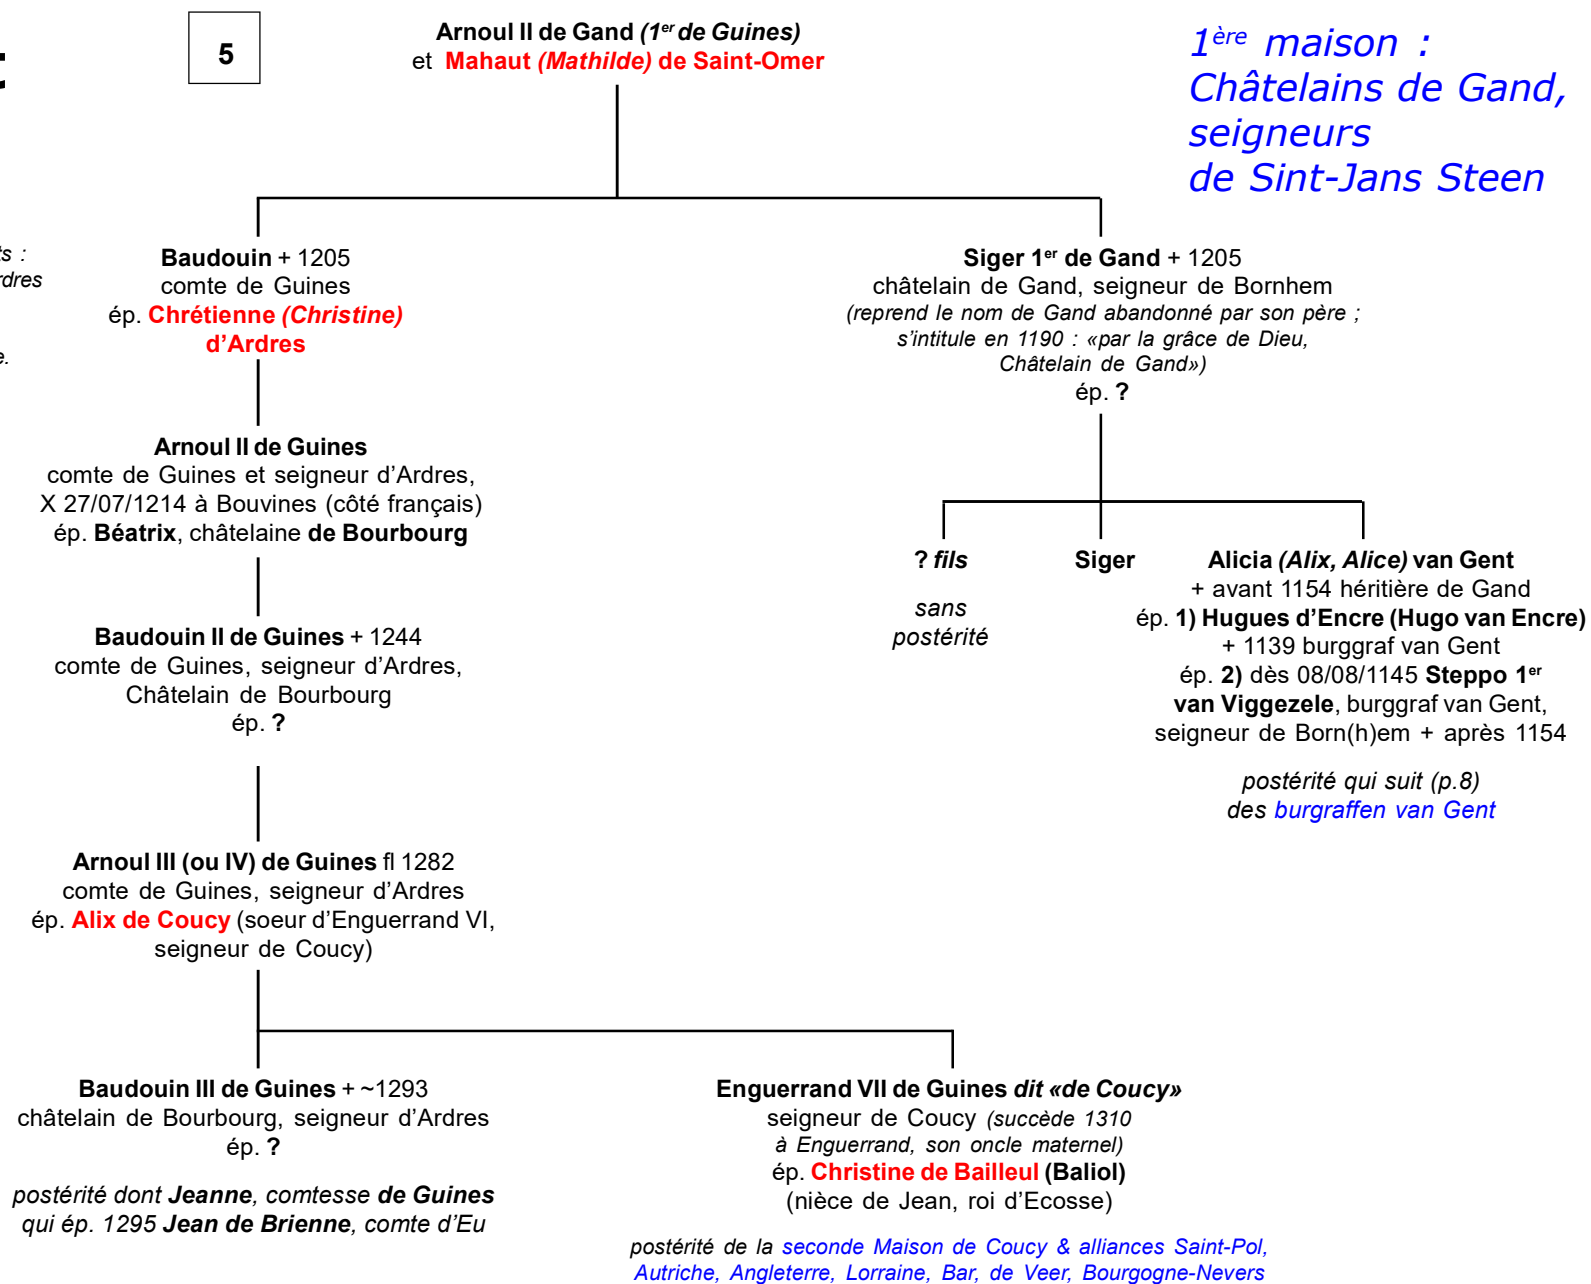 t
5
Arnoul II de Gand (1er de Guines)
et Mahaut (Mathilde) de Saint-Omer
1ère maison :
Châtelains de Gand,
seigneurs
de Sint-Jans Steen
ts :
rdres
e.
Baudouin + 1205
comte de Guines
ép. Chrétienne (Christine)
d'Ardres
Siger 1er de Gand + 1205
châtelain de Gand, seigneur de Bornhem
(reprend le nom de Gand abandonné par son père ;
s'intitule en 1190 : «par la grâce de Dieu,
Châtelain de Gand»)
ép. ?
Arnoul II de Guines
comte de Guines et seigneur d'Ardres,
X 27/07/1214 à Bouvines (côté français)
ép. Béatrix, châtelaine de Bourbourg
? fils
sans
postérité
Siger
Alicia (Alix, Alice) van Gent
+ avant 1154 héritière de Gand
ép. 1) Hugues d'Encre (Hugo van Encre)
+ 1139 burggraf van Gent
ép. 2) dès 08/08/1145 Steppo 1er
van Viggezele, burggraf van Gent,
seigneur de Born(h)em + après 1154
postérité qui suit (p.8)
des burgraffen van Gent
Baudouin II de Guines + 1244
comte de Guines, seigneur d'Ardres,
Châtelain de Bourbourg
ép. ?
Arnoul III (ou IV) de Guines fl 1282
comte de Guines, seigneur d'Ardres
ép. Alix de Coucy (soeur d'Enguerrand VI,
seigneur de Coucy)
Baudouin III de Guines + ~1293
châtelain de Bourbourg, seigneur d'Ardres
ép. ?
postérité dont Jeanne, comtesse de Guines
qui ép. 1295 Jean de Brienne, comte d'Eu
Enguerrand VII de Guines dit «de Coucy»
seigneur de Coucy (succède 1310
à Enguerrand, son oncle maternel)
ép. Christine de Bailleul (Baliol)
(nièce de Jean, roi d'Ecosse)
postérité de la seconde Maison de Coucy & alliances Saint-Pol,
Autriche, Angleterre, Lorraine, Bar, de Veer, Bourgogne-Nevers